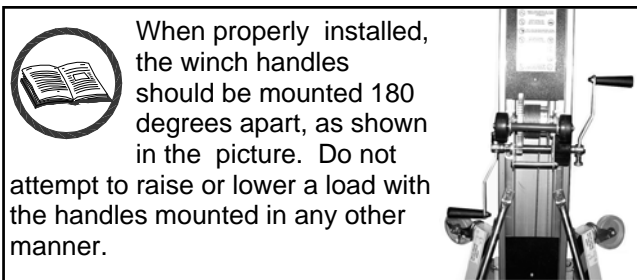 When properly installed,
the winch handles
should be mounted 180
degrees apart, as shown
in the picture. Do not
attempt to raise or lower a load with
the handles mounted in any other
manner.